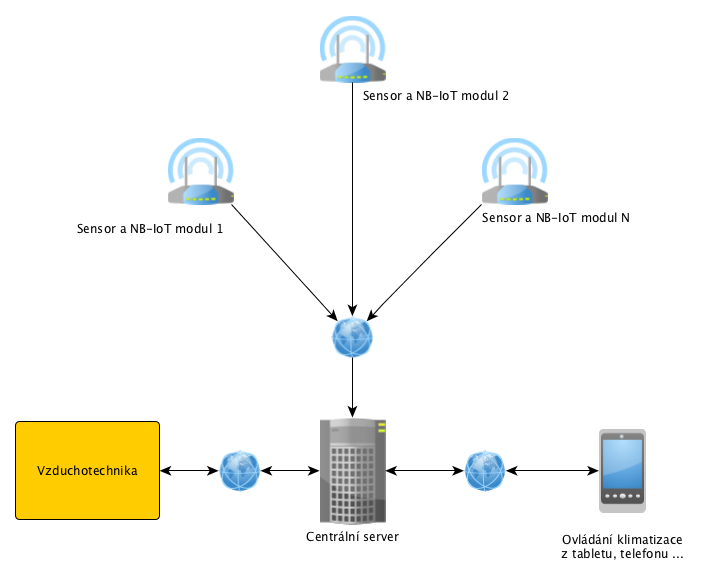 Sensor a NB-IoT modul 2
Sensor a NB-IoT modul 1
Sensor a NB-IoT modul N
Vzduchotechnika
Centrální server
Ovládání klimatizace
z tabletu, telefonu ...